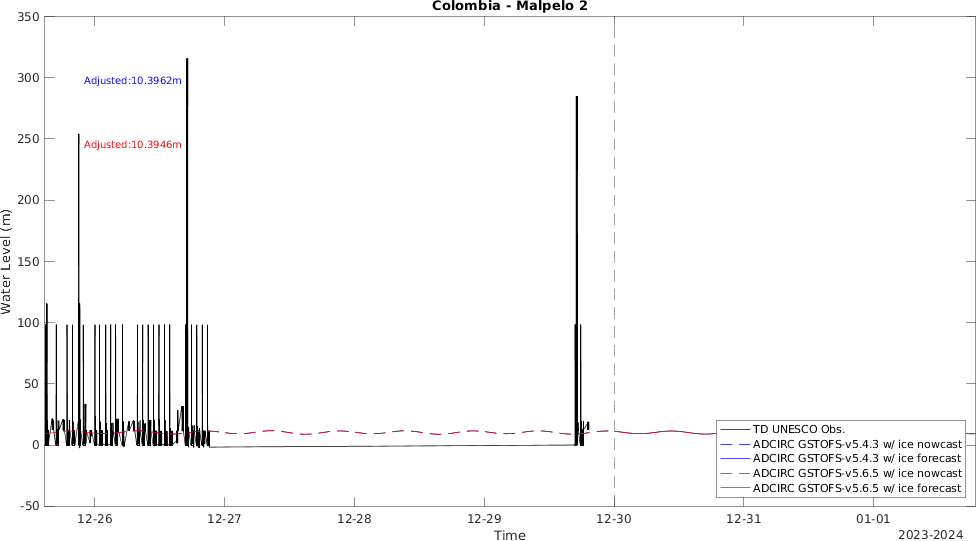 Colombia - Malpelo 2
350
300
250
200
150
100
50
0
-50
Water Level (m)
Adjusted:10.3962m
Adjusted:10.3946m
TD UNESCO Obs.
ADCIRC GSTOFS-v5.4.3 w/ ice nowcast
ADCIRC GSTOFS-v5.4.3 w/ ice forecast
ADCIRC GSTOFS-v5.6.5 w/ ice nowcast
ADCIRC GSTOFS-v5.6.5 w/ ice forecast
12-26 12-27 12-28 12-29 12-30 12-31 01-01
Time
2023-2024